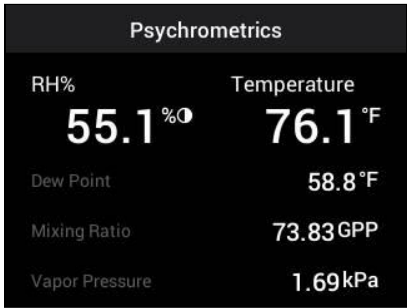 Psychrometrics
RH% Temperature
55.1%◑ 76.1°F
Dew Point 58.8°F
Mixing Ratio 73.83GPP
Vapor Pressure 1.69kPa